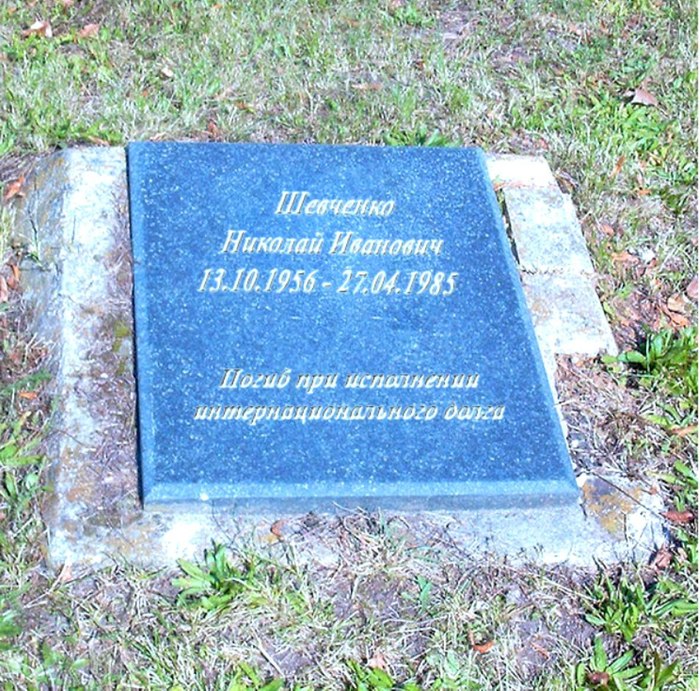 Шевченко
Николай Иванович
13.10.1956 - 27.04.1985
Погиб при исполнении
интернационального долга